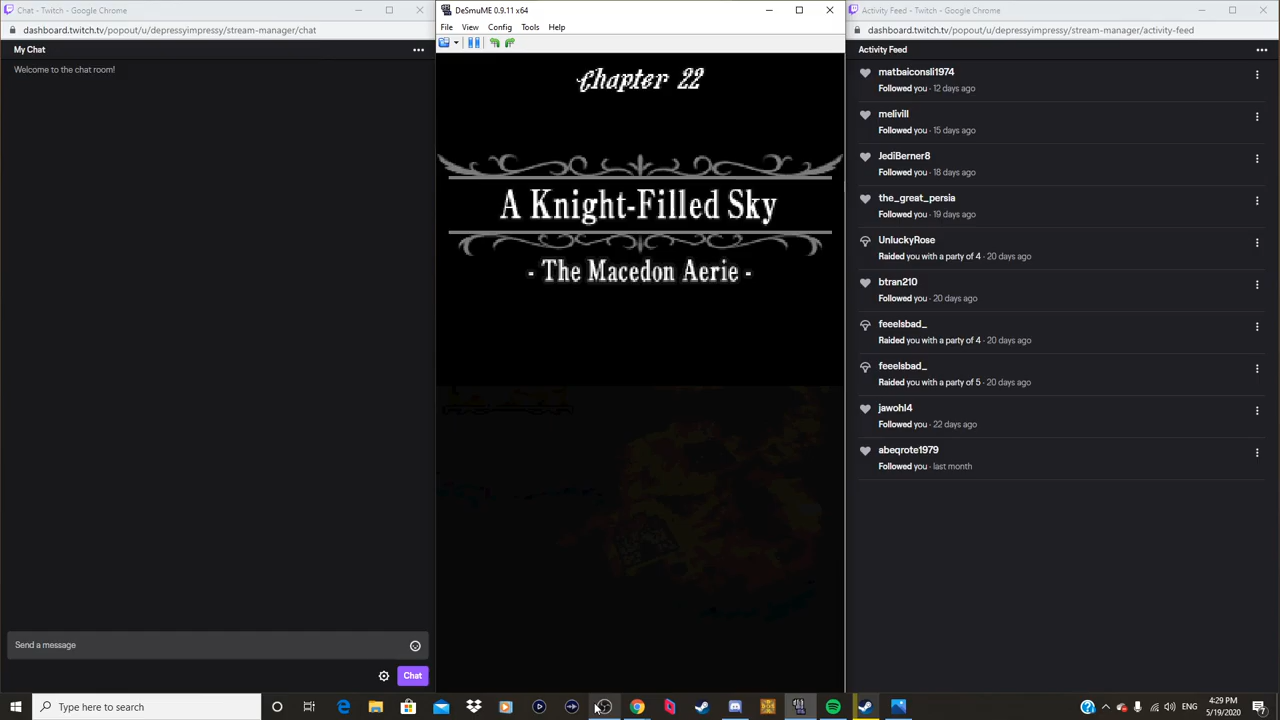 Chat - Twitch - Google Chrome
dashboard.twitch.tv/popout/u/depressyimpressy/stream-manager/chat
My Chat
Welcome to the chat room!
Send a message
Chat
DeSmuME 0.9.11 x64
File View Config Tools Help
Chapter 22
A Knight-Filled Sky
- The Macedon Aerie -
Activity Feed - Twitch - Google Chrome
dashboard.twitch.tv/popout/u/depressyimpressy/stream-manager/activity-feed
Activity Feed
matbaiconsli1974
Followed you · 12 days ago
melivill
Followed you · 15 days ago
JediBerner8
Followed you · 18 days ago
the_great_persia
Followed you · 19 days ago
UnluckyRose
Raided you with a party of 4 · 20 days ago
btran210
Followed you · 20 days ago
feeelsbad_
Raided you with a party of 4 · 20 days ago
feeelsbad_
Raided you with a party of 5 · 20 days ago
jawohl4
Followed you · 22 days ago
abeqrote1979
Followed you · last month
Type here to search
ENG
4:29 PM
5/19/2020